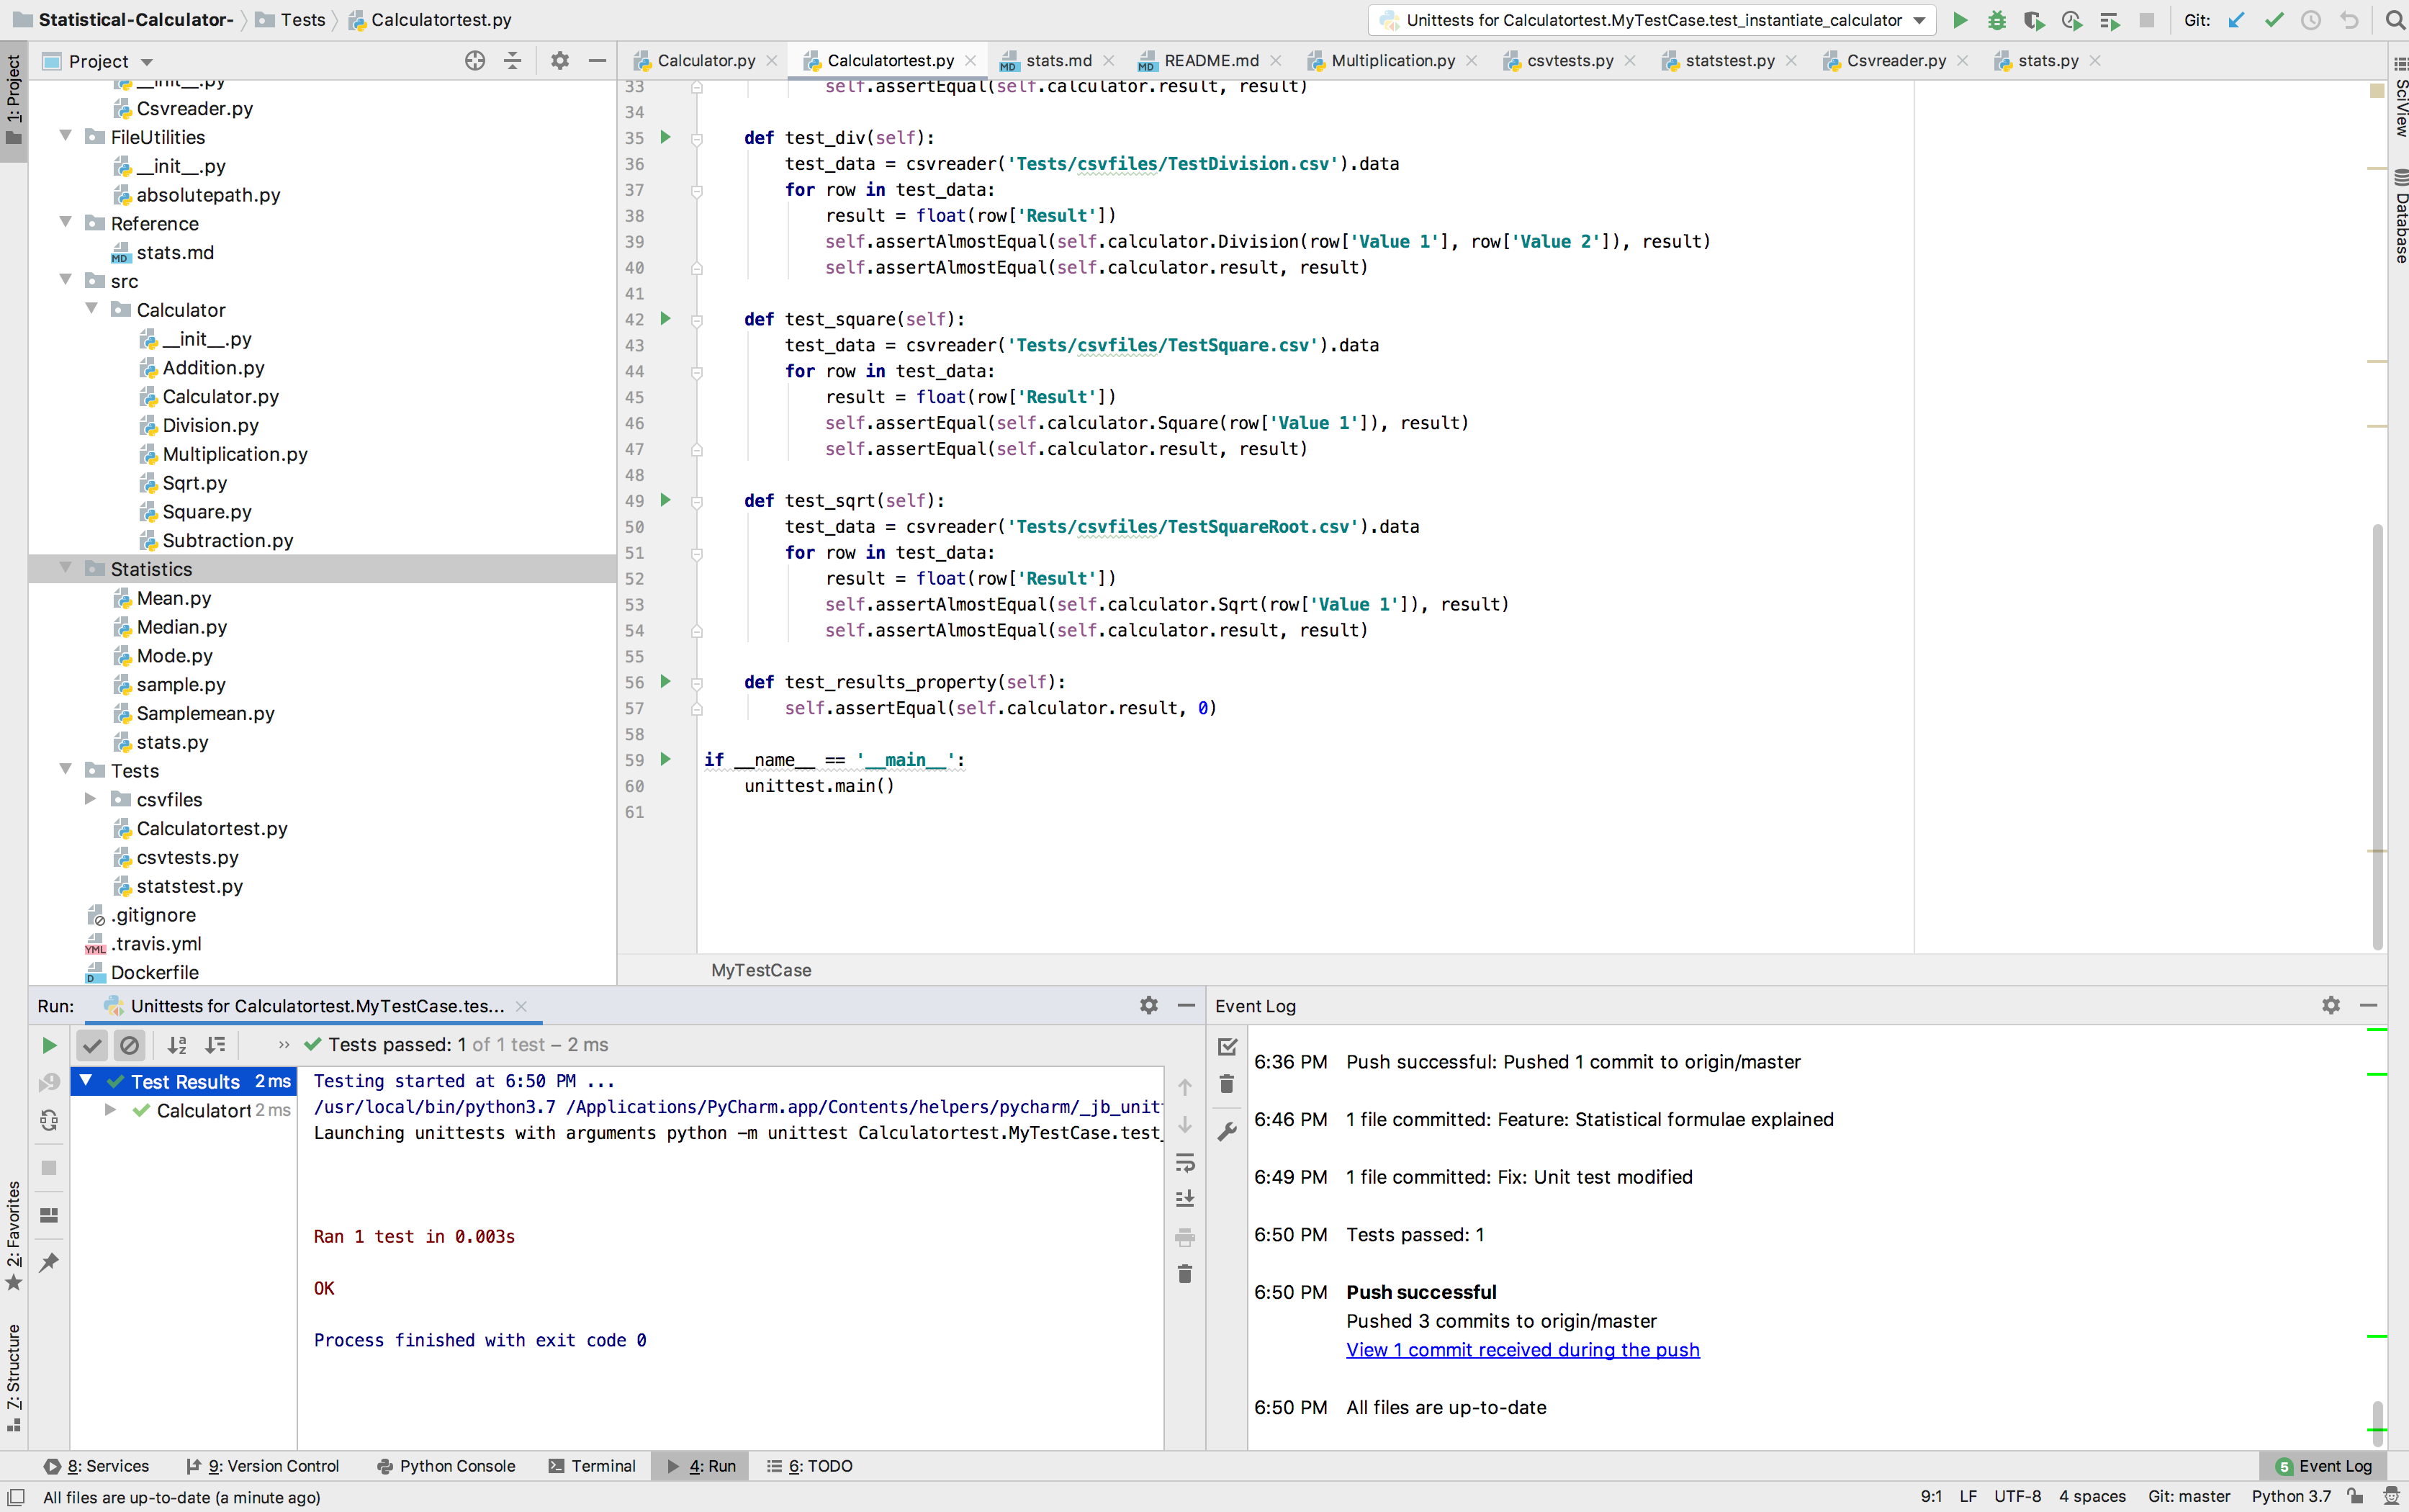 Statistical-Calculator- Tests Calculatortest.py
Unittests for Calculatortest.MyTestCase.test_instantiate_calculator
Git:
1: Project
Project
__init__.py
Csvreader.py
FileUtilities
__init__.py
absolutepath.py
Reference
MD stats.md
src
Calculator
__init__.py
Addition.py
Calculator.py
Division.py
Multiplication.py
Sqrt.py
Square.py
Subtraction.py
Statistics
Mean.py
Median.py
Mode.py
sample.py
Samplemean.py
stats.py
Tests
csvfiles
Calculatortest.py
csvtests.py
statstest.py
.gitignore
YML .travis.yml
D Dockerfile
Calculator.py Calculatortest.py MD stats.md MD README.md Multiplication.py csvtests.py statstest.py Csvreader.py stats.py
33 self.assertEqual(self.calculator.result, result)
34
35 def test_div(self):
36 test_data = csvreader('Tests/csvfiles/TestDivision.csv').data
37 for row in test_data:
38 result = float(row['Result'])
39 self.assertAlmostEqual(self.calculator.Division(row['Value 1'], row['Value 2']), result)
40 self.assertAlmostEqual(self.calculator.result, result)
41
42 def test_square(self):
43 test_data = csvreader('Tests/csvfiles/TestSquare.csv').data
44 for row in test_data:
45 result = float(row['Result'])
46 self.assertEqual(self.calculator.Square(row['Value 1']), result)
47 self.assertEqual(self.calculator.result, result)
48
49 def test_sqrt(self):
50 test_data = csvreader('Tests/csvfiles/TestSquareRoot.csv').data
51 for row in test_data:
52 result = float(row['Result'])
53 self.assertAlmostEqual(self.calculator.Sqrt(row['Value 1']), result)
54 self.assertAlmostEqual(self.calculator.result, result)
55
56 def test_results_property(self):
57 self.assertEqual(self.calculator.result, 0)
58
59 if __name__ == '__main__':
60 unittest.main()
61
MyTestCase
SciView
Database
Run: Unittests for Calculatortest.MyTestCase.tes...
Tests passed: 1 of 1 test – 2 ms
Test Results 2 ms
Calculatort 2 ms
Testing started at 6:50 PM ...
/usr/local/bin/python3.7 /Applications/PyCharm.app/Contents/helpers/pycharm/_jb_unit
Launching unittests with arguments python -m unittest Calculatortest.MyTestCase.test_
Ran 1 test in 0.003s
OK
Process finished with exit code 0
Event Log
6:36 PM Push successful: Pushed 1 commit to origin/master
6:46 PM 1 file committed: Feature: Statistical formulae explained
6:49 PM 1 file committed: Fix: Unit test modified
6:50 PM Tests passed: 1
6:50 PM Push successful
Pushed 3 commits to origin/master
View 1 commit received during the push
6:50 PM All files are up-to-date
2: Favorites
7: Structure
8: Services 9: Version Control Python Console Terminal 4: Run 6: TODO
5 Event Log
All files are up-to-date (a minute ago)
9:1 LF UTF-8 4 spaces Git: master Python 3.7